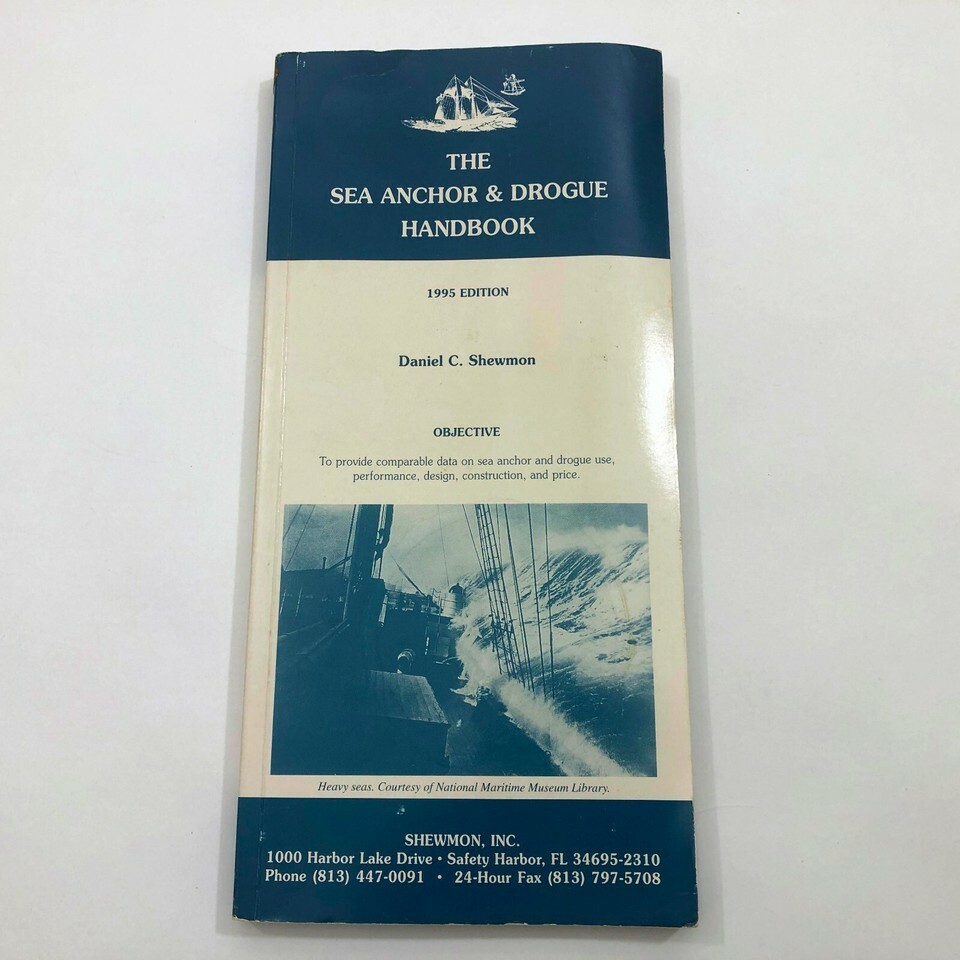 THE
SEA ANCHOR & DROGUE
HANDBOOK
1995 EDITION
Daniel C. Shewmon
OBJECTIVE
To provide comparable data on sea anchor and drogue use,
performance, design, construction, and price.
Heavy seas. Courtesy of National Maritime Museum Library.
SHEWMON, INC.
1000 Harbor Lake Drive • Safety Harbor, FL 34695-2310
Phone (813) 447-0091 • 24-Hour Fax (813) 797-5708